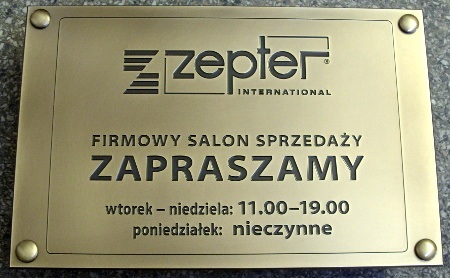 zepter®
INTERNATIONAL
FIRMOWY SALON SPRZEDAŻY
ZAPRASZAMY
wtorek – niedziela: 11.00–19.00
poniedziałek: nieczynne